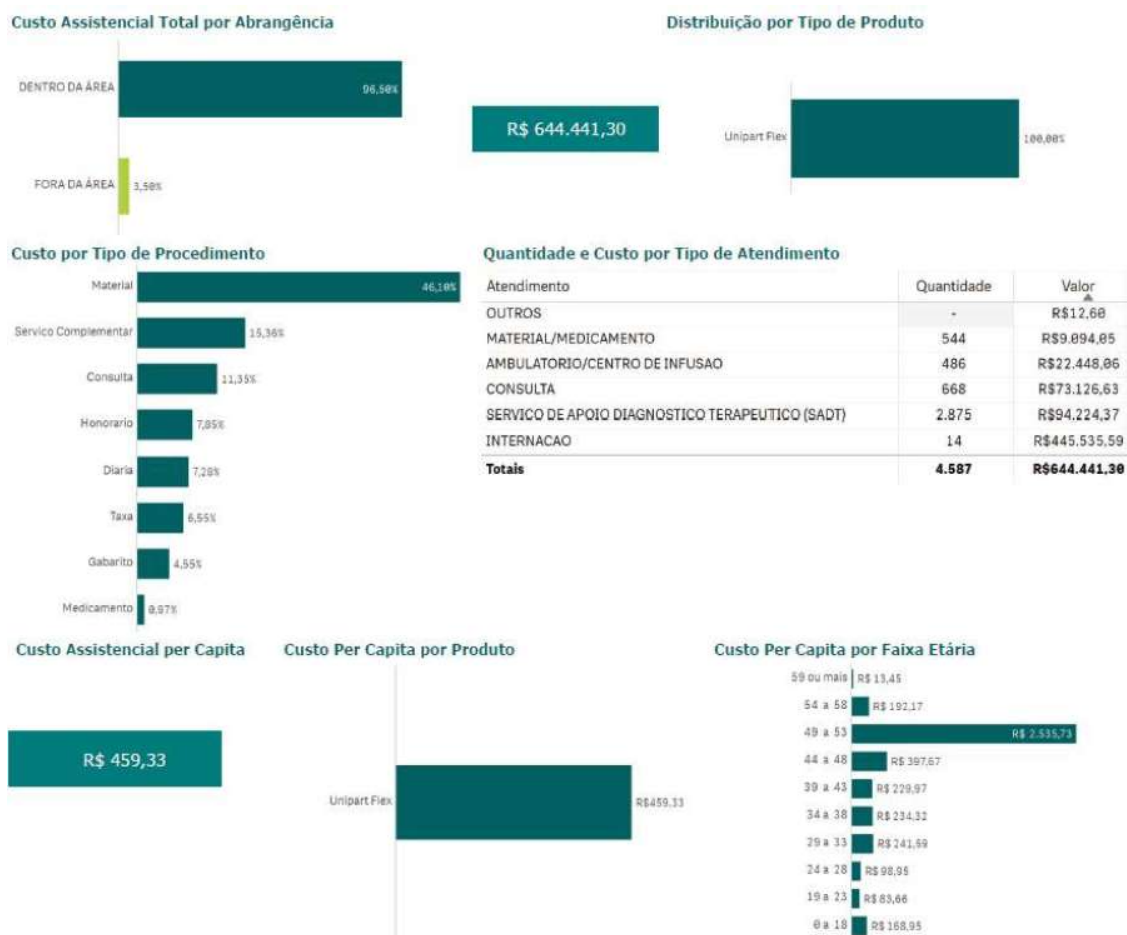 Custo Assistencial Total por Abrangência
DENTRO DA ÁREA 96,50%
FORA DA ÁREA 3,50%
R$ 644.441,30
Distribuição por Tipo de Produto
Unipart Flex 100,00%
Custo por Tipo de Procedimento
Material 46,10%
Servico Complementar 15,36%
Consulta 11,35%
Honorario 7,85%
Diaria 7,28%
Taxa 6,55%
Gabarito 4,55%
Medicamento 0,97%
Quantidade e Custo por Tipo de Atendimento
Atendimento Quantidade Valor
OUTROS - R$12,60
MATERIAL/MEDICAMENTO 544 R$9.094,05
AMBULATORIO/CENTRO DE INFUSAO 486 R$22.448,06
CONSULTA 668 R$73.126,63
SERVICO DE APOIO DIAGNOSTICO TERAPEUTICO (SADT) 2.875 R$94.224,37
INTERNACAO 14 R$445.535,59
Totais 4.587 R$644.441,30
Custo Assistencial per Capita
R$ 459,33
Custo Per Capita por Produto
Unipart Flex R$459,33
Custo Per Capita por Faixa Etária
59 ou mais R$ 13,45
54 a 58 R$ 192,17
49 a 53 R$ 2.535,73
44 a 48 R$ 397,67
39 a 43 R$ 229,97
34 a 38 R$ 234,32
29 a 33 R$ 241,59
24 a 28 R$ 98,95
19 a 23 R$ 83,66
0 a 18 R$ 168,95